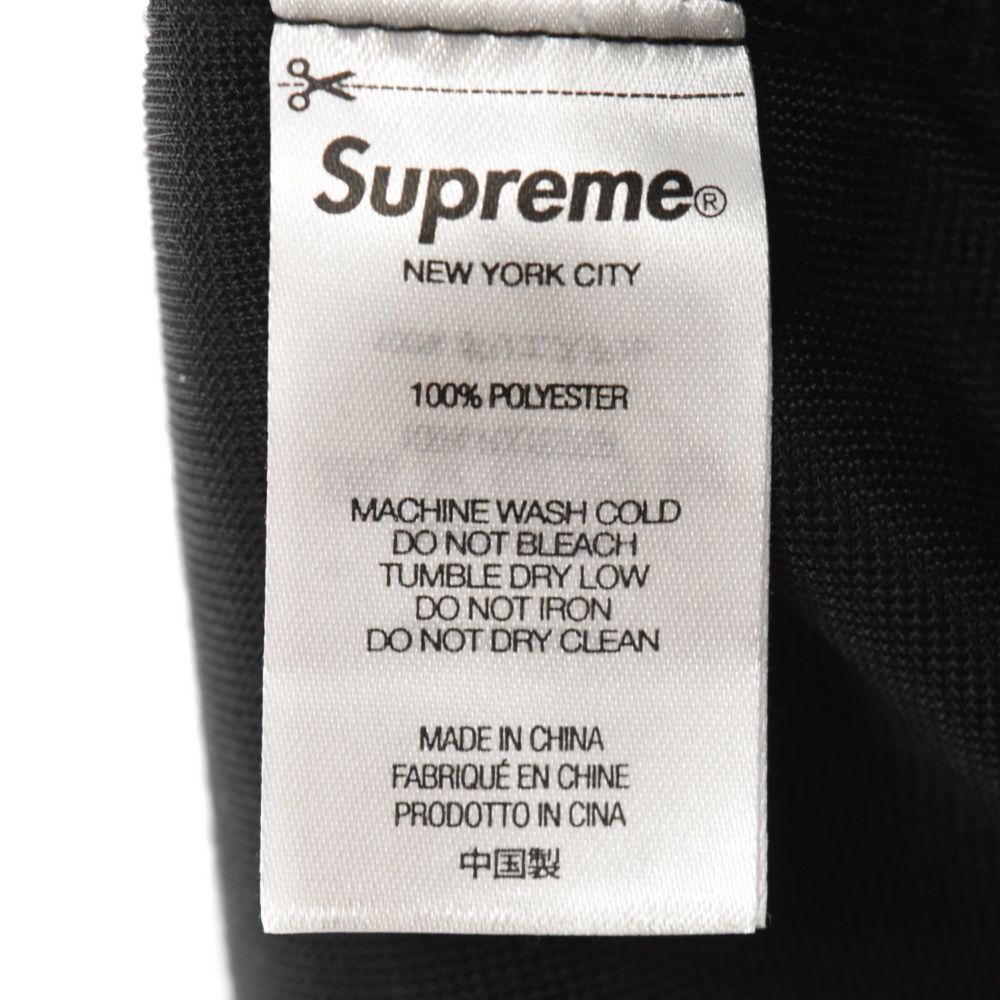 Supreme®
NEW YORK CITY
100% POLYESTER
MACHINE WASH COLD
DO NOT BLEACH
TUMBLE DRY LOW
DO NOT IRON
DO NOT DRY CLEAN
MADE IN CHINA
FABRIQUÉ EN CHINE
PRODOTTO IN CINA
中国製